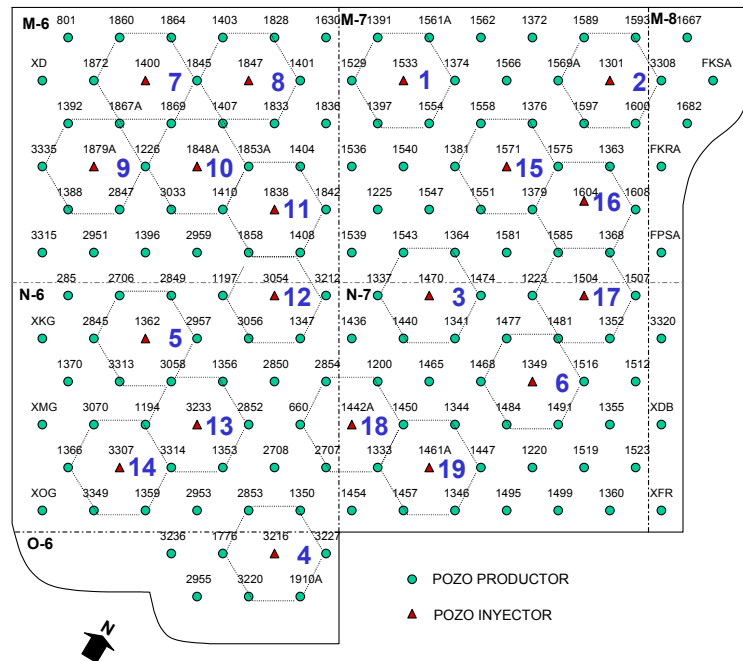 M-6 801 1860 1864 1403 1828 1630 M-7 1391 1561A 1562 1372 1589 1593 M-8 1667
XD 1872 1400 7 1845 1847 8 1401 1529 1533 1 1374 1566 1569A 1301 2 3308 FKSA
1392 1867A 1869 1407 1833 1836 1397 1554 1558 1376 1597 1600 1682
3335 1879A 9 1226 1848A 10 1853A 1404 1536 1540 1381 1571 15 1575 1363 FKRA
1388 2847 3033 1410 1838 11 1842 1225 1547 1551 1379 1604 16 1608
3315 2951 1396 2959 1858 1408 1539 1543 1364 1581 1585 1368 FPSA
N-6 285 2706 2849 1197 3054 12 3212 N-7 1337 1470 3 1474 1223 1504 17 1507
XKG 2845 1362 5 2957 3056 1347 1436 1440 1341 1477 1481 1352 3320
1370 3313 3058 1356 2850 2854 1200 1465 1468 1349 6 1516 1512
XMG 3070 1194 3233 13 2852 660 1442A 18 1450 1344 1484 1491 1355 XDB
1366 3307 14 3314 1353 2708 2707 1333 1461A 19 1447 1220 1519 1523
XOG 3349 1359 2953 2853 1350 1454 1457 1346 1495 1499 1360 XFR
O-6 3236 1776 3216 4 3227
2955 3220 1910A
POZO PRODUCTOR
POZO INYECTOR
N